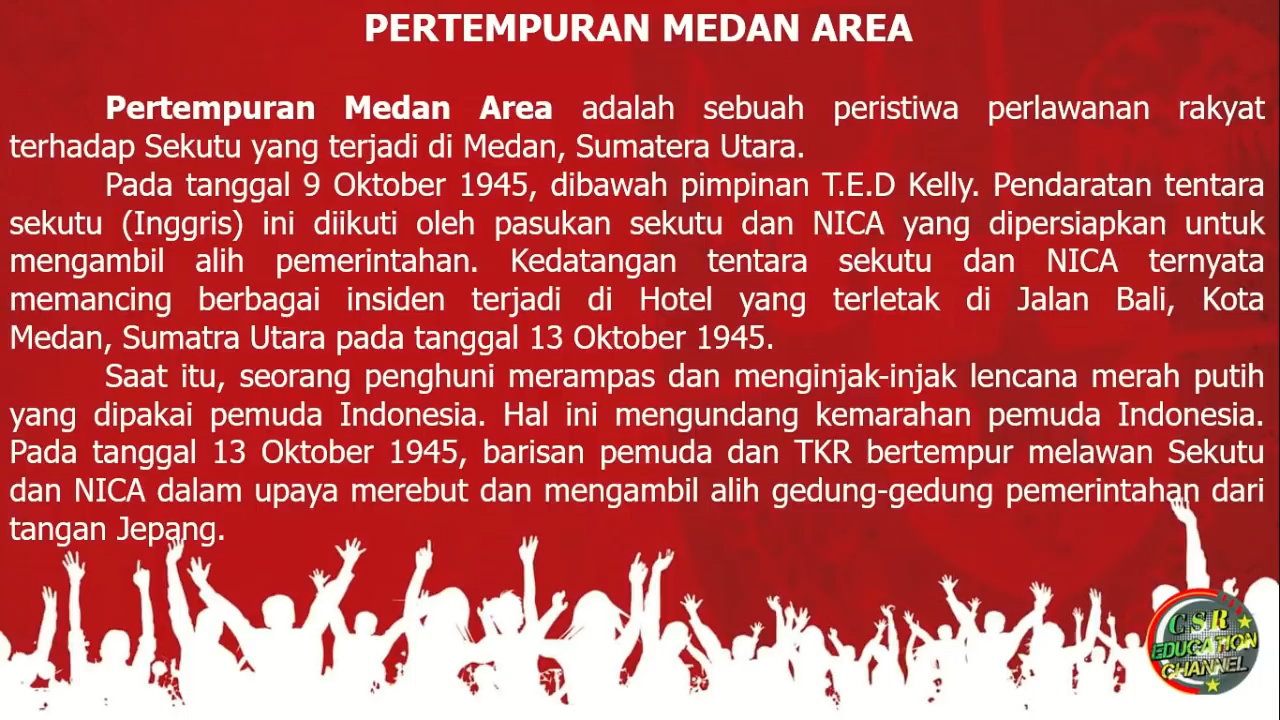 PERTEMPURAN MEDAN AREA
Pertempuran Medan Area adalah sebuah peristiwa perlawanan rakyat
terhadap Sekutu yang terjadi di Medan, Sumatera Utara.
Pada tanggal 9 Oktober 1945, dibawah pimpinan T.E.D Kelly. Pendaratan tentara
sekutu (Inggris) ini diikuti oleh pasukan sekutu dan NICA yang dipersiapkan untuk
mengambil alih pemerintahan. Kedatangan tentara sekutu dan NICA ternyata
memancing berbagai insiden terjadi di Hotel yang terletak di Jalan Bali, Kota
Medan, Sumatra Utara pada tanggal 13 Oktober 1945.
Saat itu, seorang penghuni merampas dan menginjak-injak lencana merah putih
yang dipakai pemuda Indonesia. Hal ini mengundang kemarahan pemuda Indonesia.
Pada tanggal 13 Oktober 1945, barisan pemuda dan TKR bertempur melawan Sekutu
dan NICA dalam upaya merebut dan mengambil alih gedung-gedung pemerintahan dari
tangan Jepang.
CSR
EDUCATION
CHANNEL